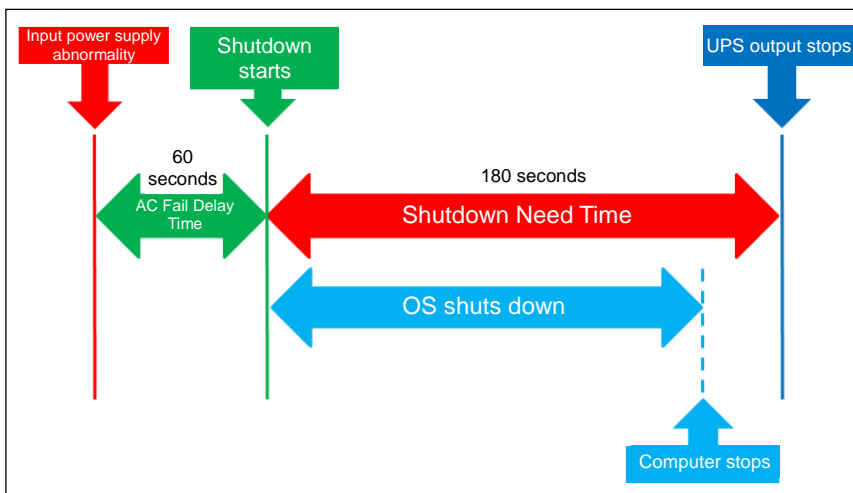 Input power supply
abnormality
Shutdown
starts
UPS output stops
60
seconds
AC Fail Delay
Time
180 seconds
Shutdown Need Time
OS shuts down
Computer stops